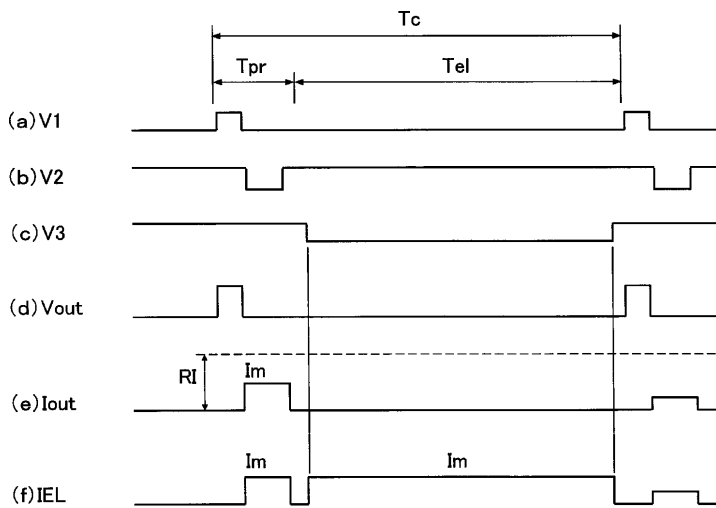 Tc
Tpr Tel
(a)V1
(b)V2
(c)V3
(d)Vout
RI Im
(e)Iout
Im Im
(f)IEL